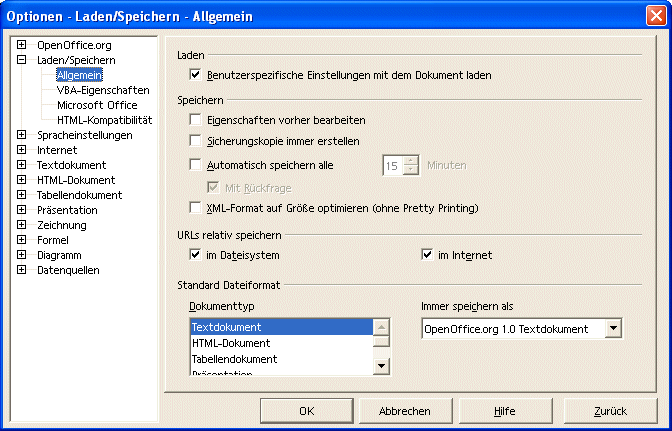 Optionen - Laden/Speichern - Allgemein
OpenOffice.org
Laden/Speichern
Allgemein
VBA-Eigenschaften
Microsoft Office
HTML-Kompatibilität
Spracheinstellungen
Internet
Textdokument
HTML-Dokument
Tabellendokument
Präsentation
Zeichnung
Formel
Diagramm
Datenquellen
Laden
Benutzerspezifische Einstellungen mit dem Dokument laden
Speichern
Eigenschaften vorher bearbeiten
Sicherungskopie immer erstellen
Automatisch speichern alle 15 Minuten
Mit Rückfrage
XML-Format auf Größe optimieren (ohne Pretty Printing)
URLs relativ speichern
im Dateisystem im Internet
Standard Dateiformat
Dokumenttyp Immer speichern als
Textdokument OpenOffice.org 1.0 Textdokument
HTML-Dokument
Tabellendokument
Präsentation
OK Abbrechen Hilfe Zurück